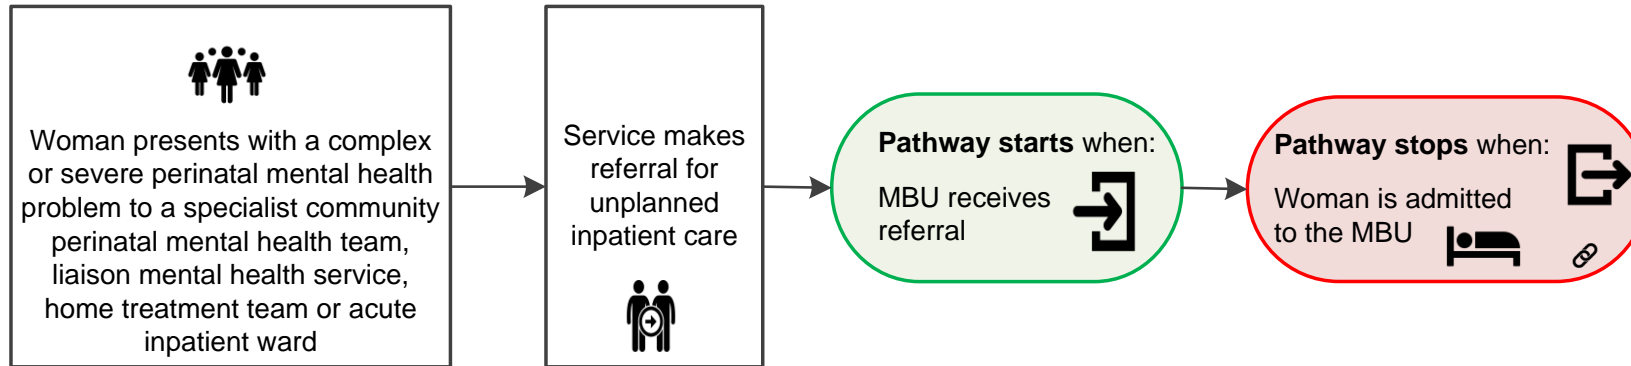 Woman presents with a complex
or severe perinatal mental health
problem to a specialist community
perinatal mental health team,
liaison mental health service,
home treatment team or acute
inpatient ward
Service makes
referral for
unplanned
inpatient care
Pathway starts when:
MBU receives
referral
Pathway stops when:
Woman is admitted
to the MBU